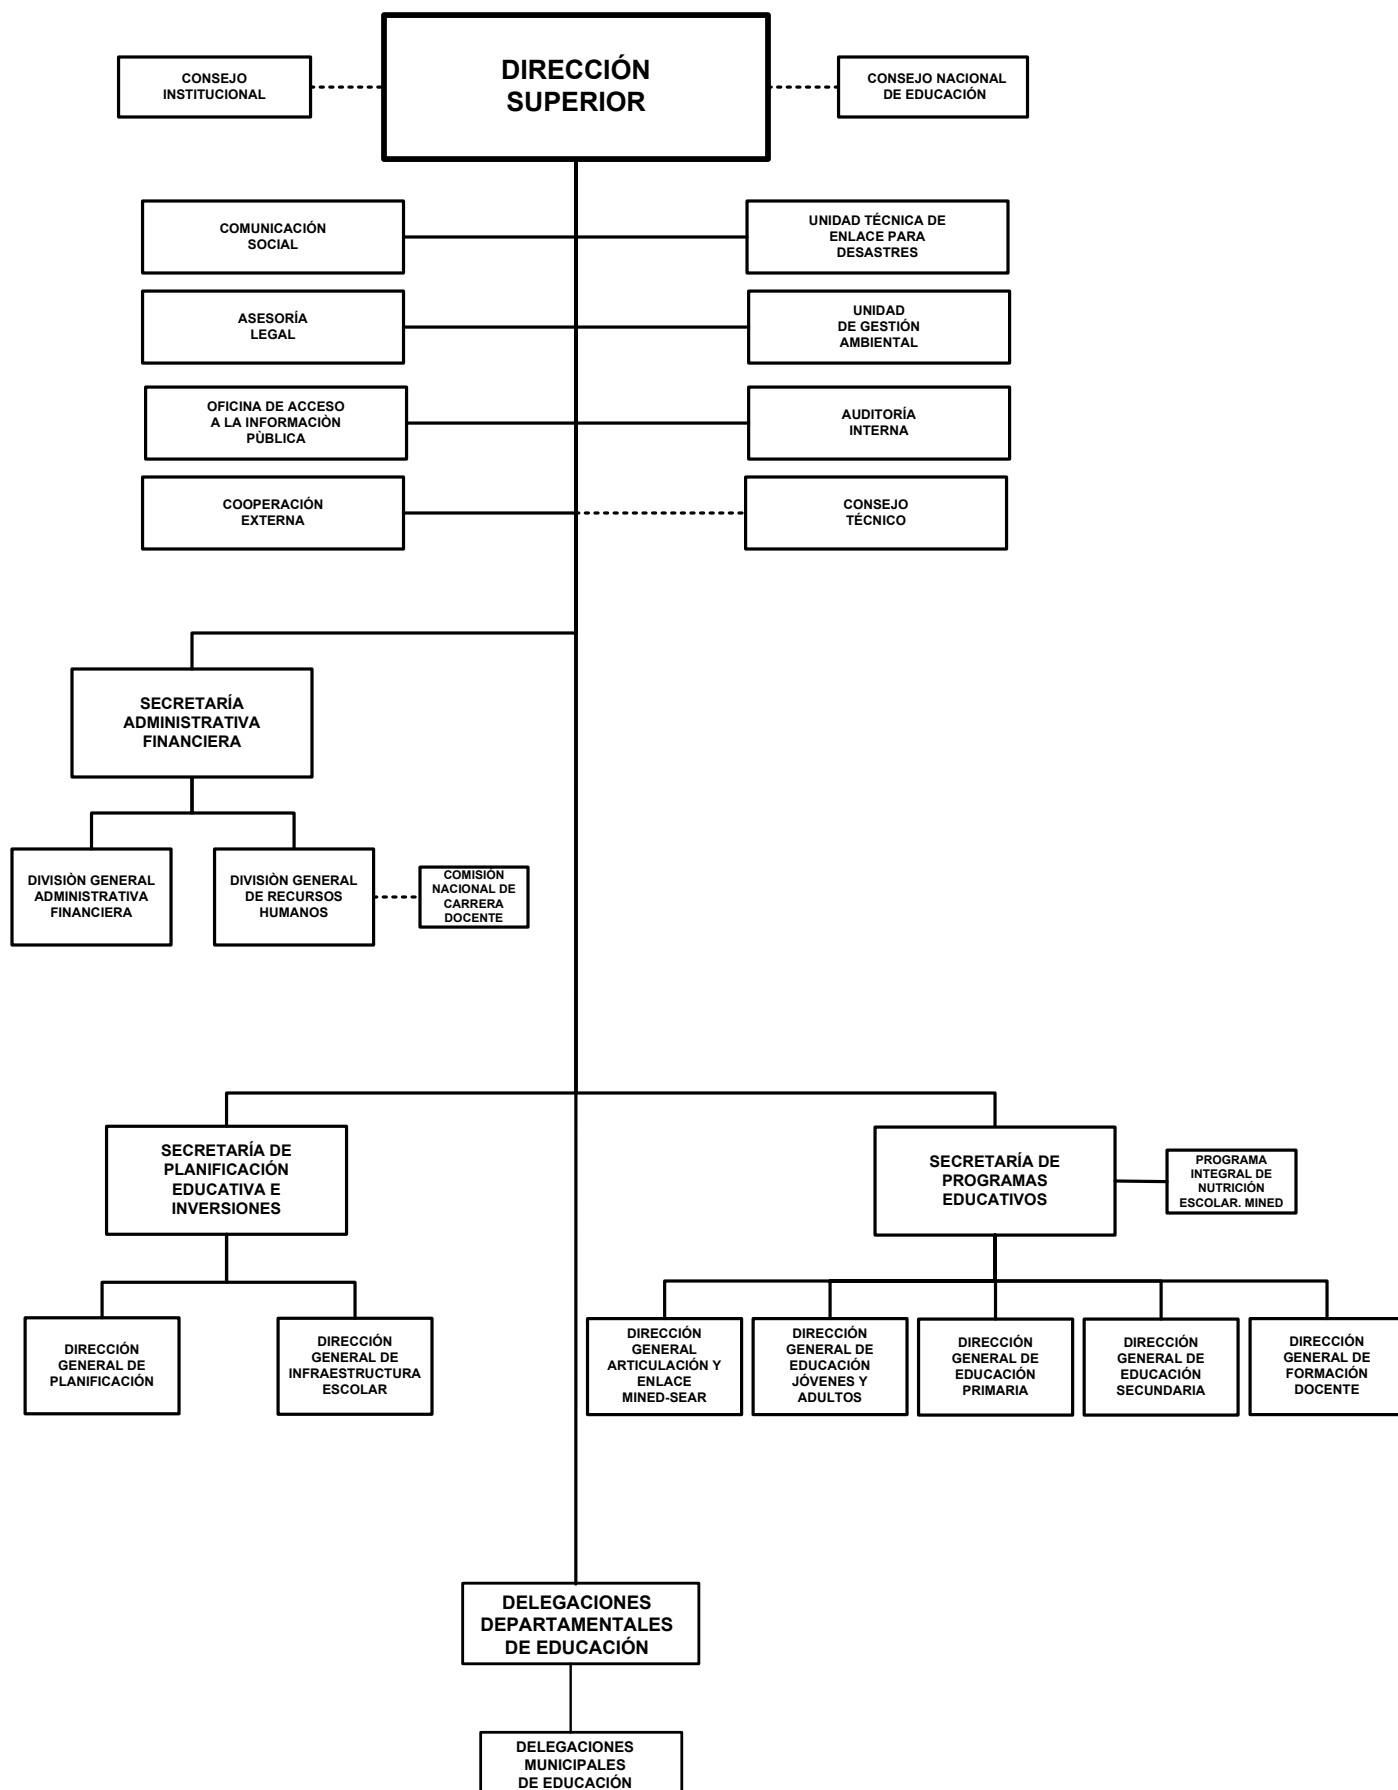 DIRECCIÓN
SUPERIOR
CONSEJO
INSTITUCIONAL
CONSEJO NACIONAL
DE EDUCACIÓN
COMUNICACIÓN
SOCIAL
UNIDAD TÉCNICA DE
ENLACE PARA
DESASTRES
ASESORÍA
LEGAL
UNIDAD
DE GESTIÓN
AMBIENTAL
OFICINA DE ACCESO
A LA INFORMACIÒN
PÙBLICA
AUDITORÍA
INTERNA
COOPERACIÓN
EXTERNA
CONSEJO
TÉCNICO
SECRETARÍA
ADMINISTRATIVA
FINANCIERA
DIVISIÒN GENERAL
ADMINISTRATIVA
FINANCIERA
DIVISIÒN GENERAL
DE RECURSOS
HUMANOS
COMISIÓN
NACIONAL DE
CARRERA
DOCENTE
SECRETARÍA DE
PLANIFICACIÓN
EDUCATIVA E
INVERSIONES
SECRETARÍA DE
PROGRAMAS
EDUCATIVOS
PROGRAMA
INTEGRAL DE
NUTRICIÓN
ESCOLAR. MINED
DIRECCIÓN
GENERAL DE
PLANIFICACIÓN
DIRECCIÓN
GENERAL DE
INFRAESTRUCTURA
ESCOLAR
DIRECCIÓN
GENERAL
ARTICULACIÓN Y
ENLACE
MINED-SEAR
DIRECCIÓN
GENERAL DE
EDUCACIÓN
JÓVENES Y
ADULTOS
DIRECCIÓN
GENERAL DE
EDUCACIÓN
PRIMARIA
DIRECCIÓN
GENERAL DE
EDUCACIÓN
SECUNDARIA
DIRECCIÓN
GENERAL DE
FORMACIÓN
DOCENTE
DELEGACIONES
DEPARTAMENTALES
DE EDUCACIÓN
DELEGACIONES
MUNICIPALES
DE EDUCACIÓN